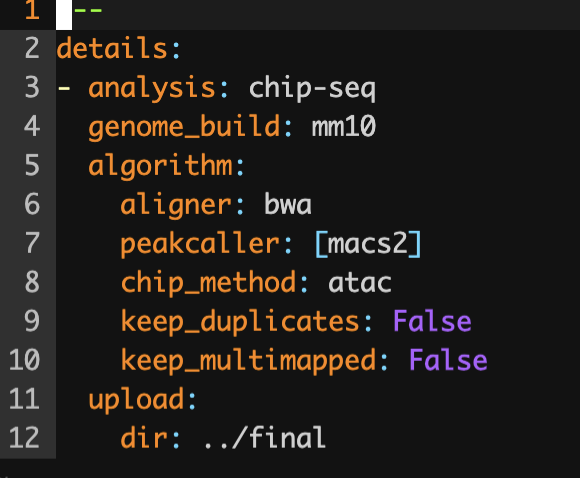 1 ---
2 details:
3 - analysis: chip-seq
4   genome_build: mm10
5   algorithm:
6     aligner: bwa
7     peakcaller: [macs2]
8     chip_method: atac
9     keep_duplicates: False
10     keep_multimapped: False
11   upload:
12     dir: ../final